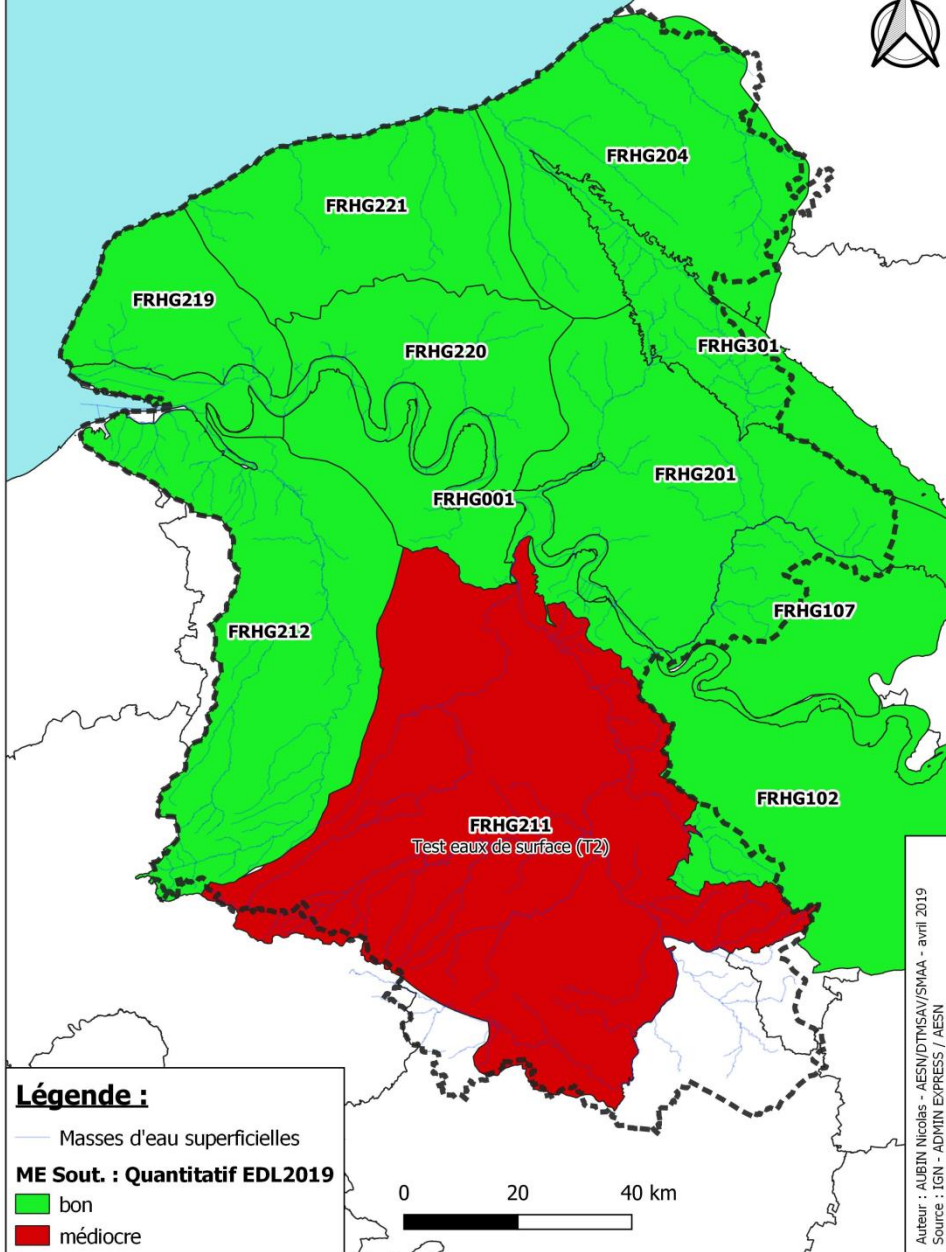 FRHG204
FRHG221
FRHG219
FRHG220
FRHG301
FRHG201
FRHG001
FRHG107
FRHG212
FRHG102
FRHG211
Test eaux de surface (T2)
Légende :
Masses d'eau superficielles
ME Sout. : Quantitatif EDL2019
bon
médiocre
0 20 40 km
Auteur : AUBIN Nicolas - AESN/DTMSAV/SMAA - avril 2019
Source : IGN - ADMIN EXPRESS / AESN